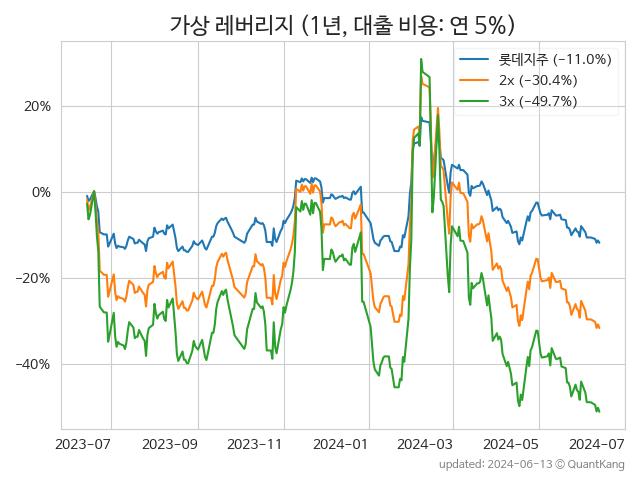 가상 레버리지 (1년, 대출 비용: 연 5%)
롯데지주 (-11.0%)
2x (-30.4%)
3x (-49.7%)
20%
0%
-20%
-40%
2023-07
2023-09
2023-11
2024-01
2024-03
2024-05
2024-07
updated: 2024-06-13 © QuantKang